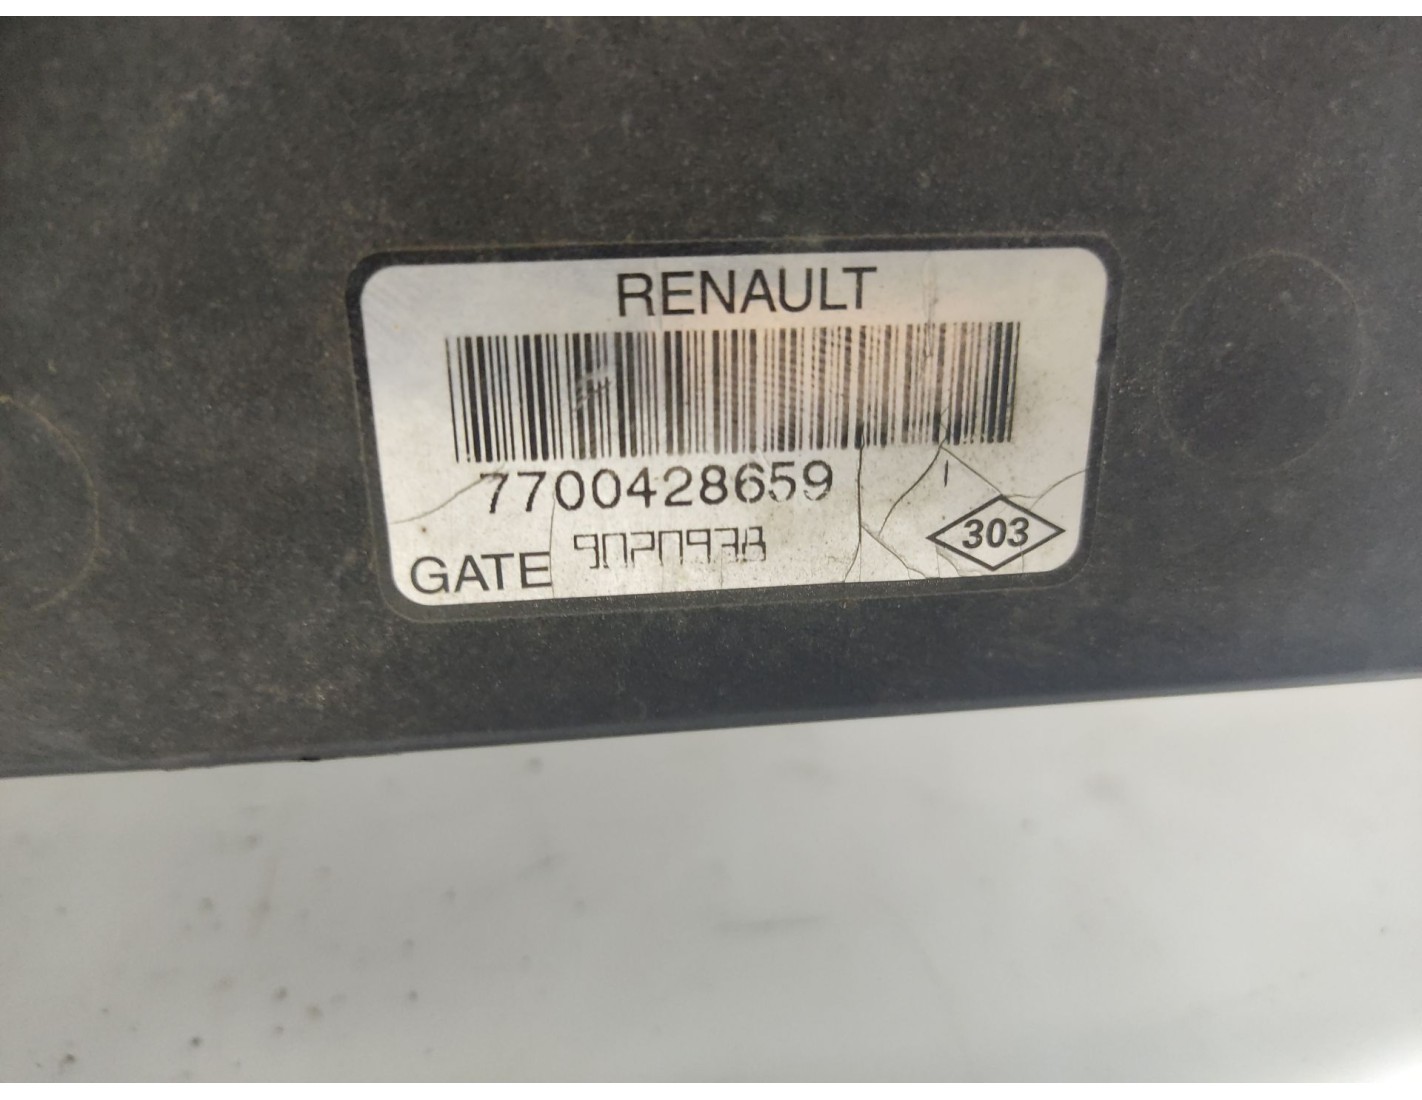 RENAULT
7700428659
GATE 9020938
303